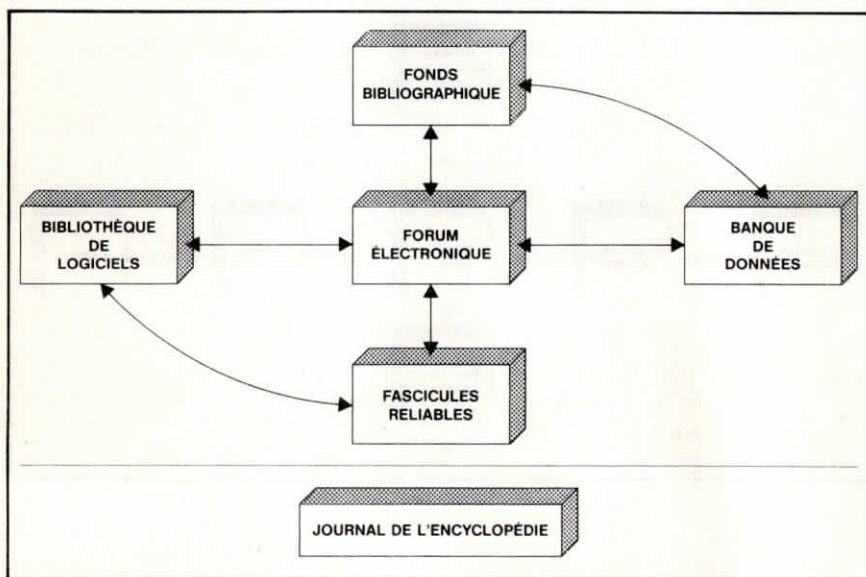 FONDS
BIBLIOGRAPHIQUE
BIBLIOTHÈQUE
DE
LOGICIELS
FORUM
ÉLECTRONIQUE
BANQUE
DE
DONNÉES
FASCICULES
RELIABLES
JOURNAL DE L'ENCYCLOPÉDIE